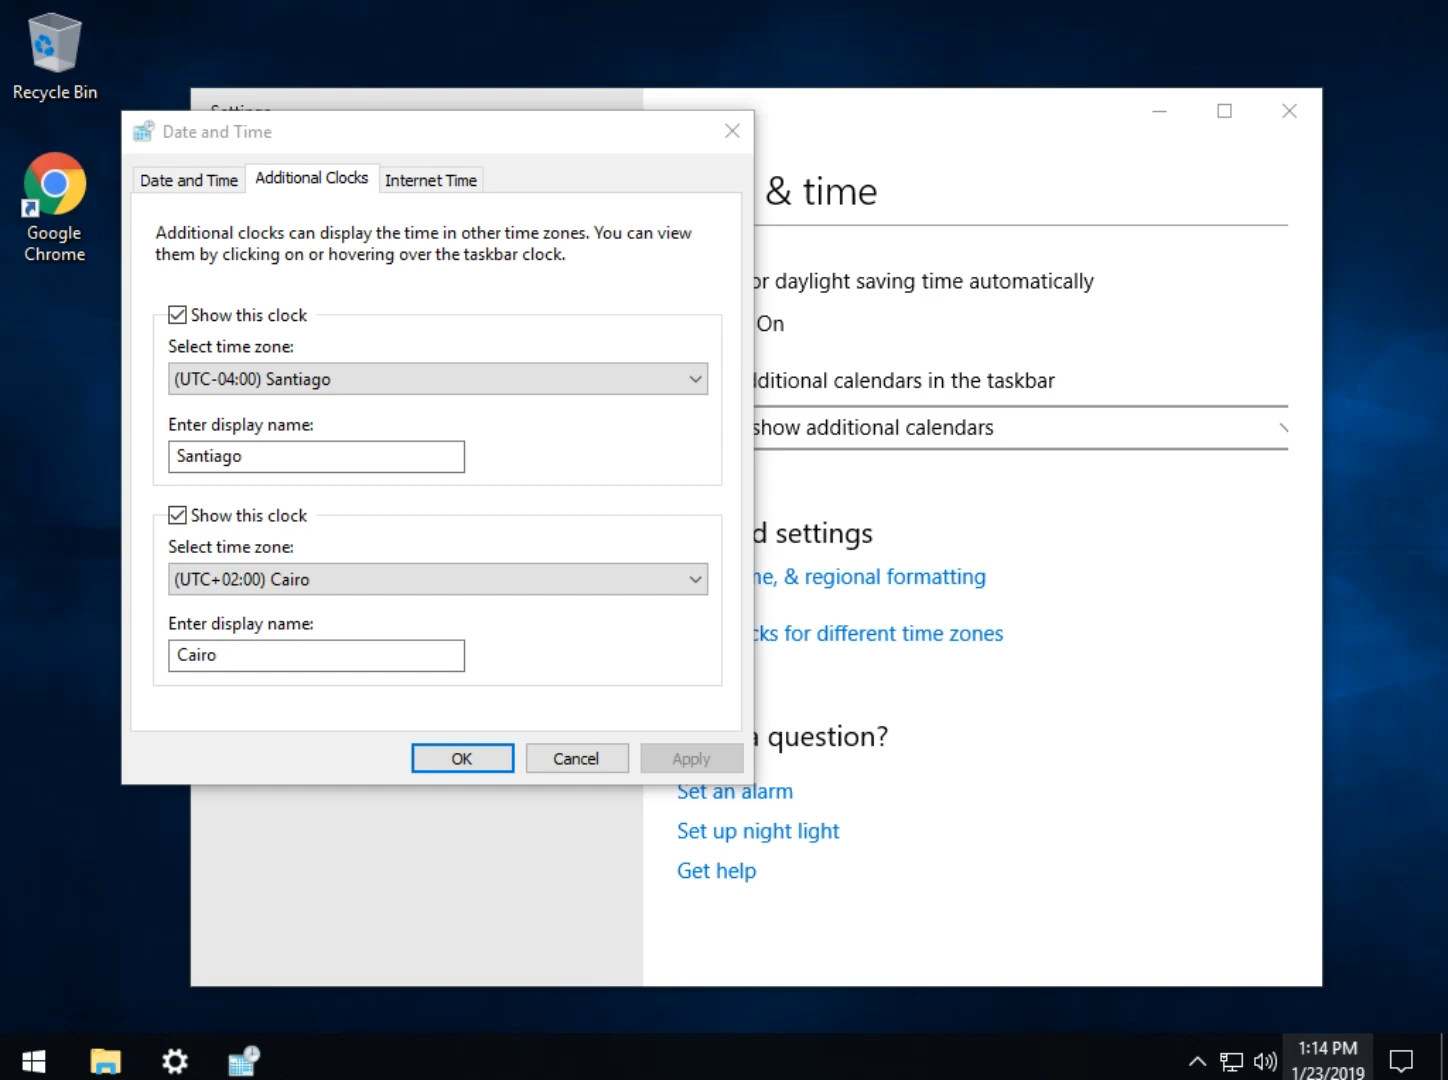 Recycle Bin
Google
Chrome
Settings
Date and Time
Date and Time
Additional Clocks
Internet Time
Additional clocks can display the time in other time zones. You can view
them by clicking on or hovering over the taskbar clock.
Show this clock
Select time zone:
(UTC-04:00) Santiago
Enter display name:
Santiago
Show this clock
Select time zone:
(UTC+02:00) Cairo
Enter display name:
Cairo
OK
Cancel
Apply
& time
or daylight saving time automatically
On
ditional calendars in the taskbar
show additional calendars
d settings
ne, & regional formatting
cks for different time zones
a question?
Set an alarm
Set up night light
Get help
1:14 PM
1/23/2019